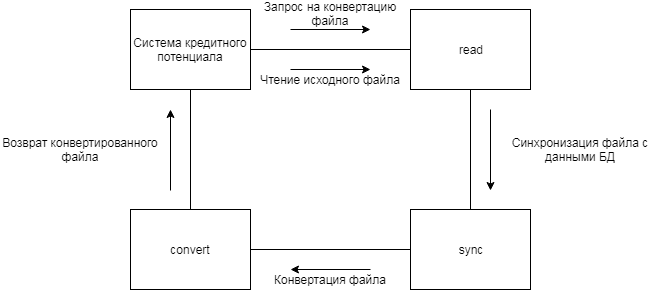 Запрос на конвертацию
файла
Система кредитного
потенциала
read
Чтение исходного файла
Возврат конвертированного
файла
Синхронизация файла с
данными БД
convert
sync
Конвертация файла